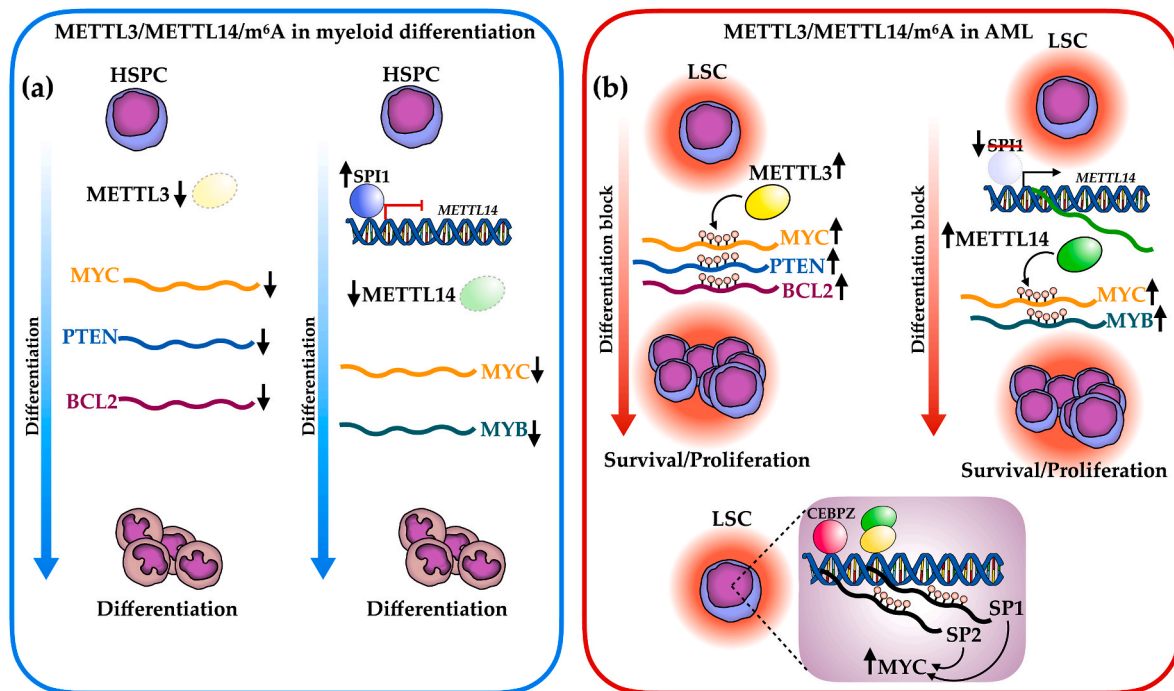 METTL3/METTL14/m⁶A in myeloid differentiation
(a)
HSPC
METTL3
MYC
PTEN
BCL2
Differentiation
Differentiation
HSPC
SPI1
METTL14
METTL14
MYC
MYB
Differentiation
Differentiation
METTL3/METTL14/m⁶A in AML
(b)
LSC
METTL3
MYC
PTEN
BCL2
Differentiation block
Survival/Proliferation
LSC
SPI1
METTL14
METTL14
MYC
MYB
Differentiation block
Survival/Proliferation
LSC
CEBPZ
SP1
SP2
MYC